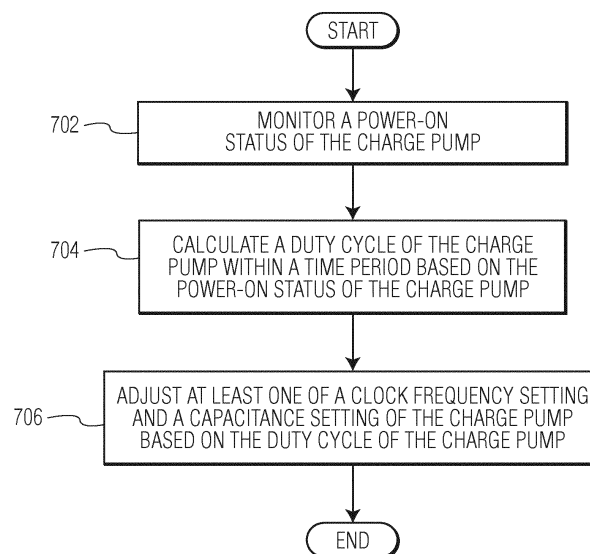 START
702
MONITOR A POWER-ON
STATUS OF THE CHARGE PUMP
704
CALCULATE A DUTY CYCLE OF THE CHARGE
PUMP WITHIN A TIME PERIOD BASED ON THE
POWER-ON STATUS OF THE CHARGE PUMP
706
ADJUST AT LEAST ONE OF A CLOCK FREQUENCY SETTING
AND A CAPACITANCE SETTING OF THE CHARGE PUMP
BASED ON THE DUTY CYCLE OF THE CHARGE PUMP
END